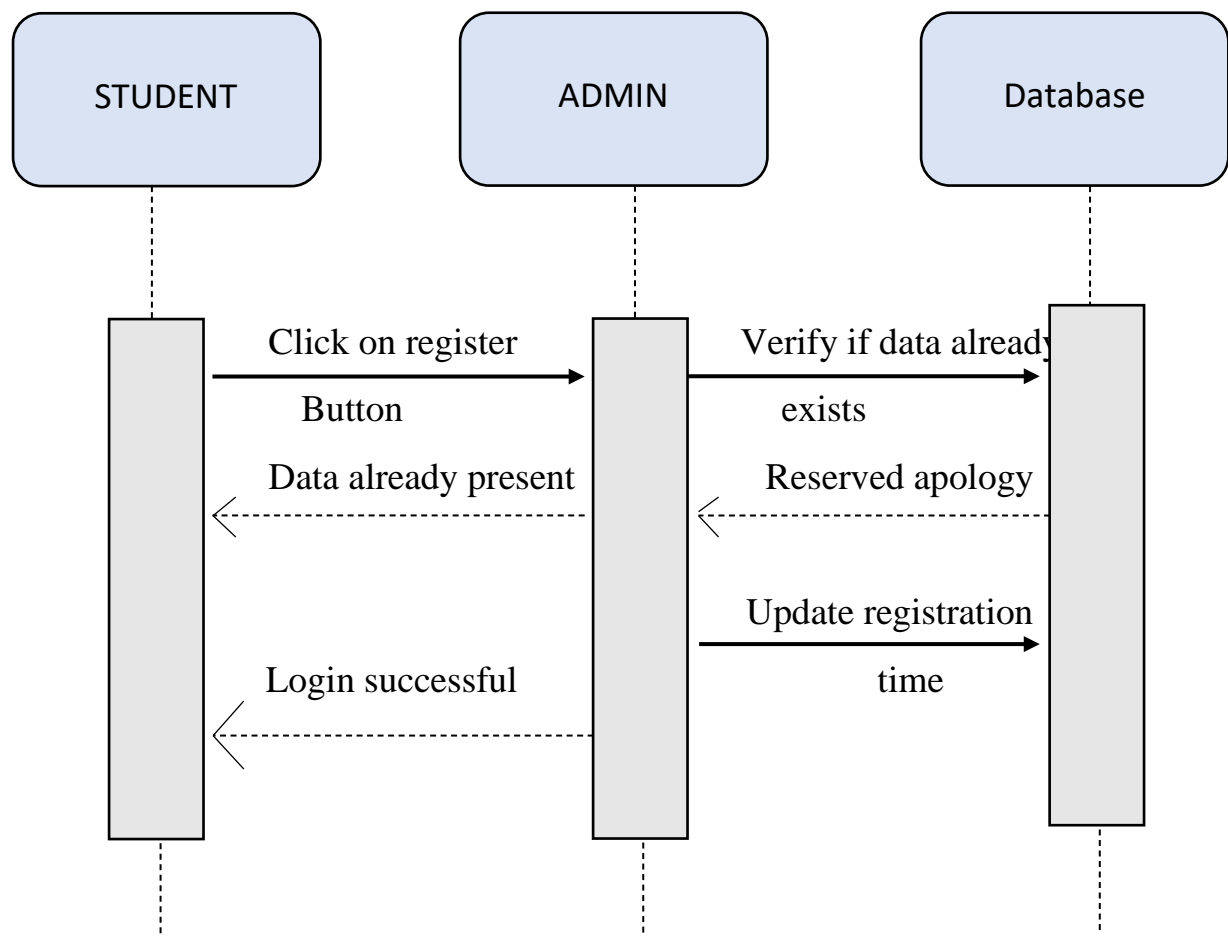 STUDENT
ADMIN
Database
Click on register
Verify if data already
Button
exists
Data already present
Reserved apology
Update registration
Login successful
time